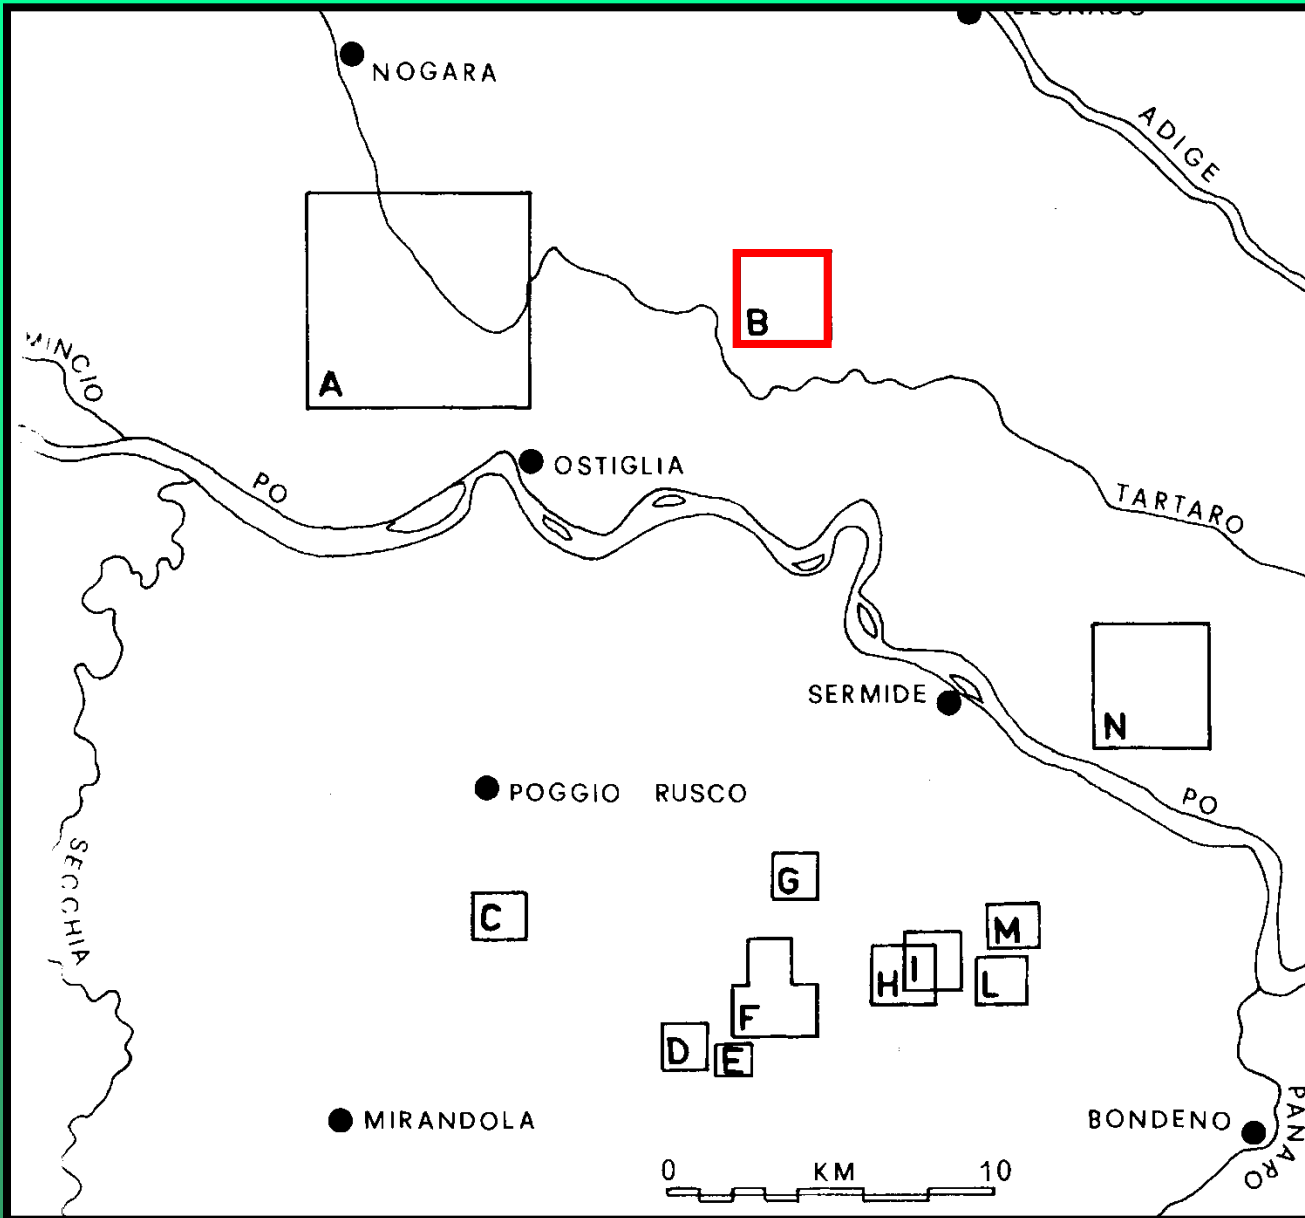 NOGARA
ADIGE
B
MINCIO
A
PO
OSTIGLIA
TARTARO
SERMIDE
N
POGGIO RUSCO
PO
SECCHIA
G
C
M
H I L
F
D E
MIRANDOLA
BONDENO
PANARO
0 KM 10